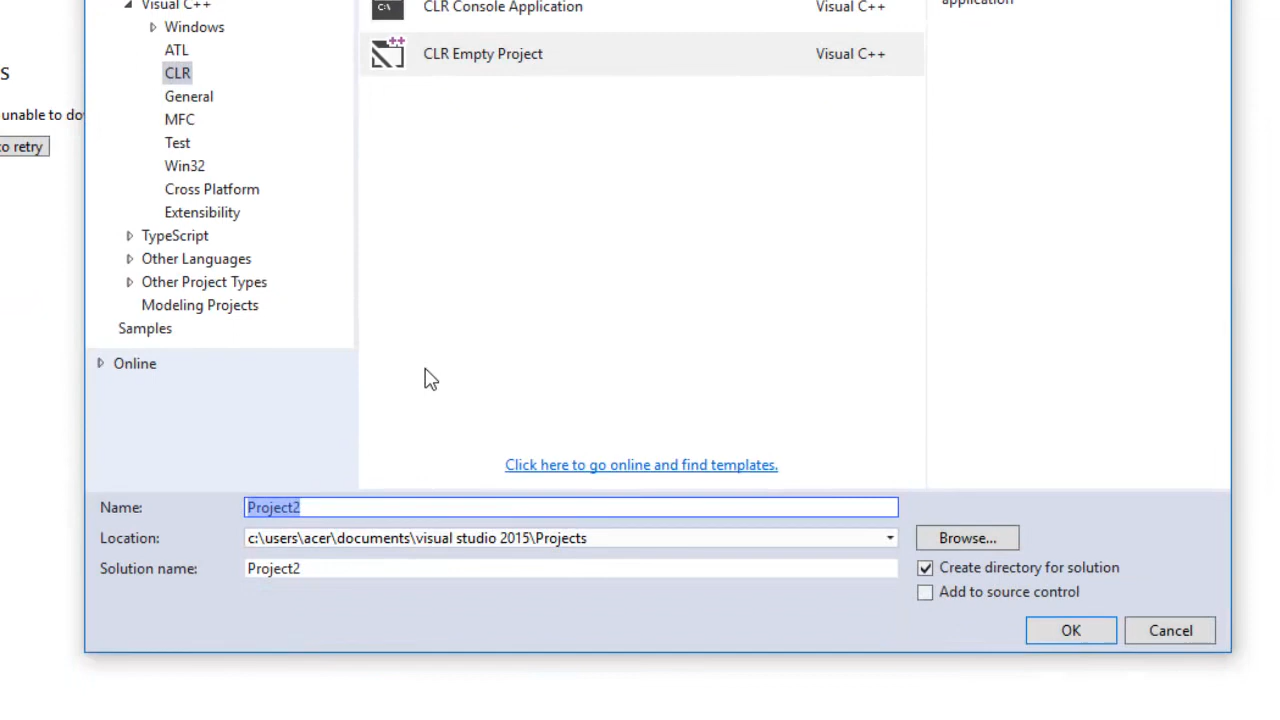 Visual C++
Windows
ATL
CLR
General
MFC
Test
Win32
Cross Platform
Extensibility
TypeScript
Other Languages
Other Project Types
Modeling Projects
Samples
Online
CLR Console Application Visual C++
CLR Empty Project Visual C++
application
s
unable to do
to retry
Click here to go online and find templates.
Name: Project2
Location: c:\users\acer\documents\visual studio 2015\Projects Browse...
Solution name: Project2
Create directory for solution
Add to source control
OK Cancel